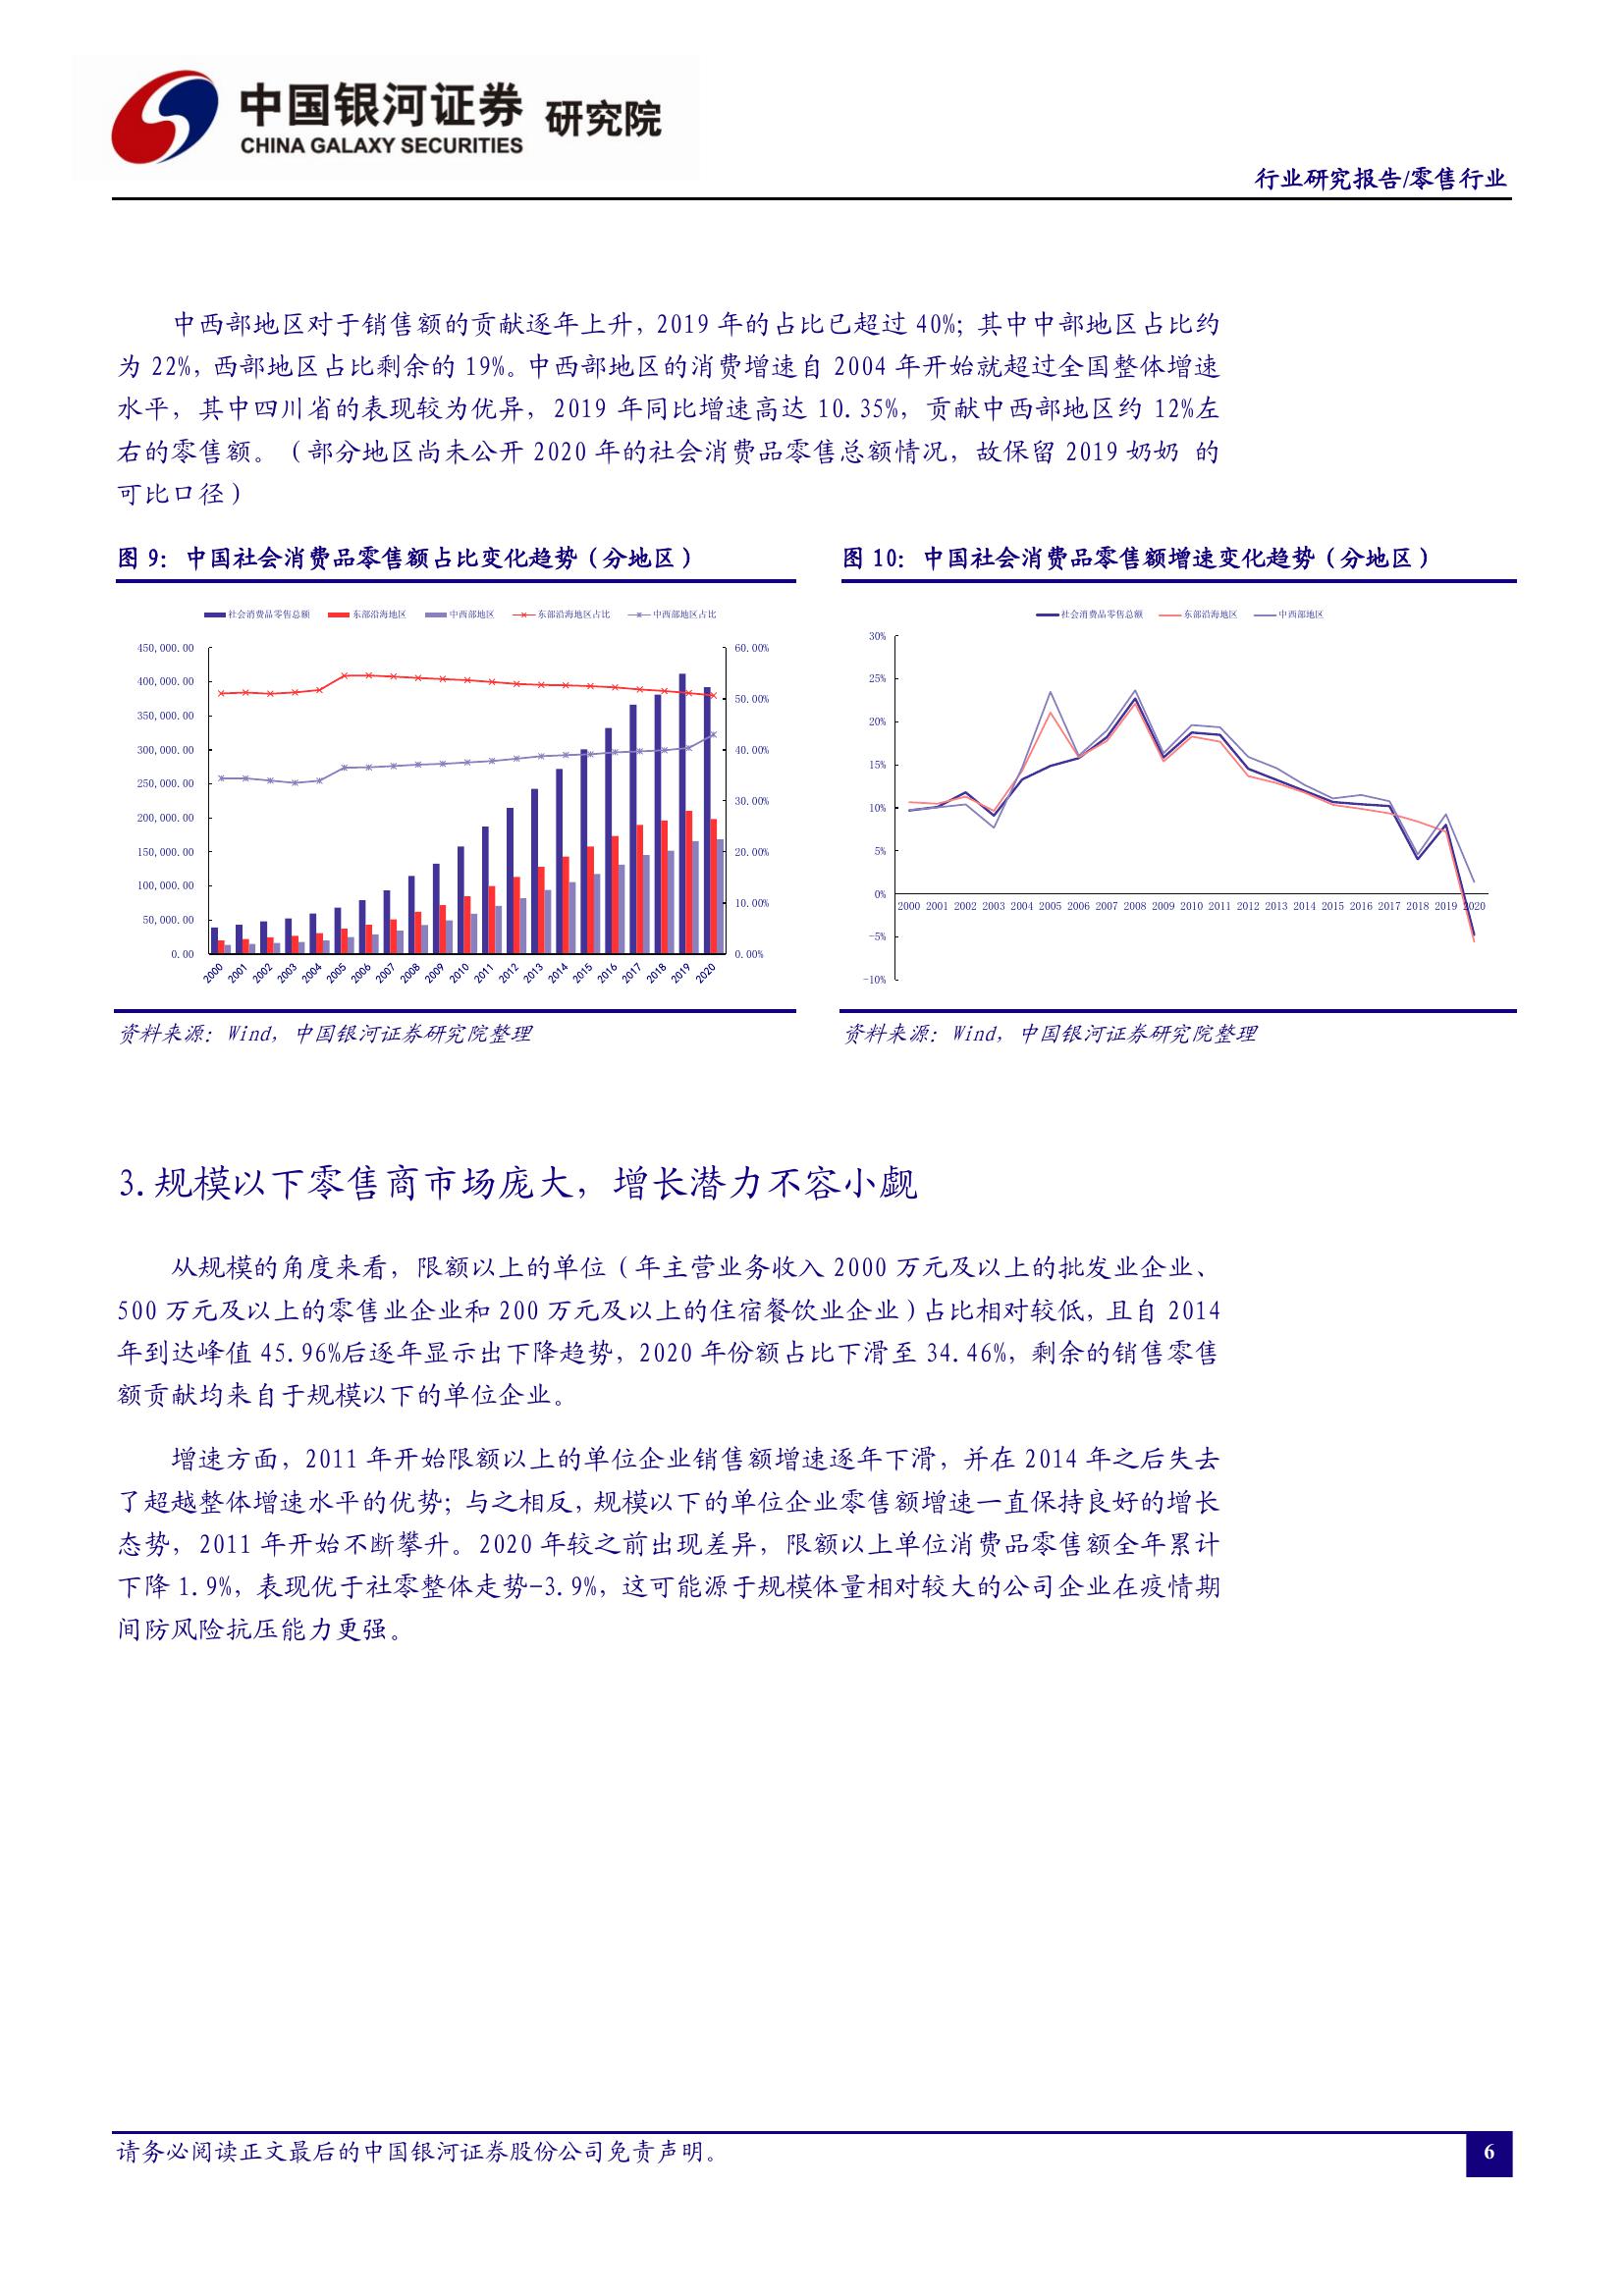 中国银河证券 研究院
CHINA GALAXY SECURITIES
行业研究报告/零售行业
中西部地区对于销售额的贡献逐年上升，2019 年的占比已超过 40%；其中中部地区占比约
为 22%，西部地区占比剩余的 19%。中西部地区的消费增速自 2004 年开始就超过全国整体增速
水平，其中四川省的表现较为优异，2019 年同比增速高达 10.35%，贡献中西部地区约 12%左
右的零售额。（部分地区尚未公开 2020 年的社会消费品零售总额情况，故保留 2019 奶奶 的
可比口径）
图 9：中国社会消费品零售额占比变化趋势（分地区）
社会消费品零售总额 东部沿海地区 中西部地区 东部沿海地区占比 中西部地区占比
450,000.00 60.00%
400,000.00
350,000.00 50.00%
300,000.00 40.00%
250,000.00
200,000.00 30.00%
150,000.00 20.00%
100,000.00
50,000.00 10.00%
0.00 0.00%
2000 2001 2002 2003 2004 2005 2006 2007 2008 2009 2010 2011 2012 2013 2014 2015 2016 2017 2018 2019 2020
资料来源：Wind，中国银河证券研究院整理
图 10：中国社会消费品零售额增速变化趋势（分地区）
社会消费品零售总额 东部沿海地区 中西部地区
30%
25%
20%
15%
10%
5%
0%
2000 2001 2002 2003 2004 2005 2006 2007 2008 2009 2010 2011 2012 2013 2014 2015 2016 2017 2018 2019 2020
-5%
-10%
资料来源：Wind，中国银河证券研究院整理
3.规模以下零售商市场庞大，增长潜力不容小觑
从规模的角度来看，限额以上的单位（年主营业务收入 2000 万元及以上的批发业企业、
500 万元及以上的零售业企业和 200 万元及以上的住宿餐饮业企业）占比相对较低，且自 2014
年到达峰值 45.96%后逐年显示出下降趋势，2020 年份额占比下滑至 34.46%，剩余的销售零售
额贡献均来自于规模以下的单位企业。
增速方面，2011 年开始限额以上的单位企业销售额增速逐年下滑，并在 2014 年之后失去
了超越整体增速水平的优势；与之相反，规模以下的单位企业零售额增速一直保持良好的增长
态势，2011 年开始不断攀升。2020 年较之前出现差异，限额以上单位消费品零售额全年累计
下降 1.9%，表现优于社零整体走势-3.9%，这可能源于规模体量相对较大的公司企业在疫情期
间防风险抗压能力更强。
请务必阅读正文最后的中国银河证券股份公司免责声明。
6